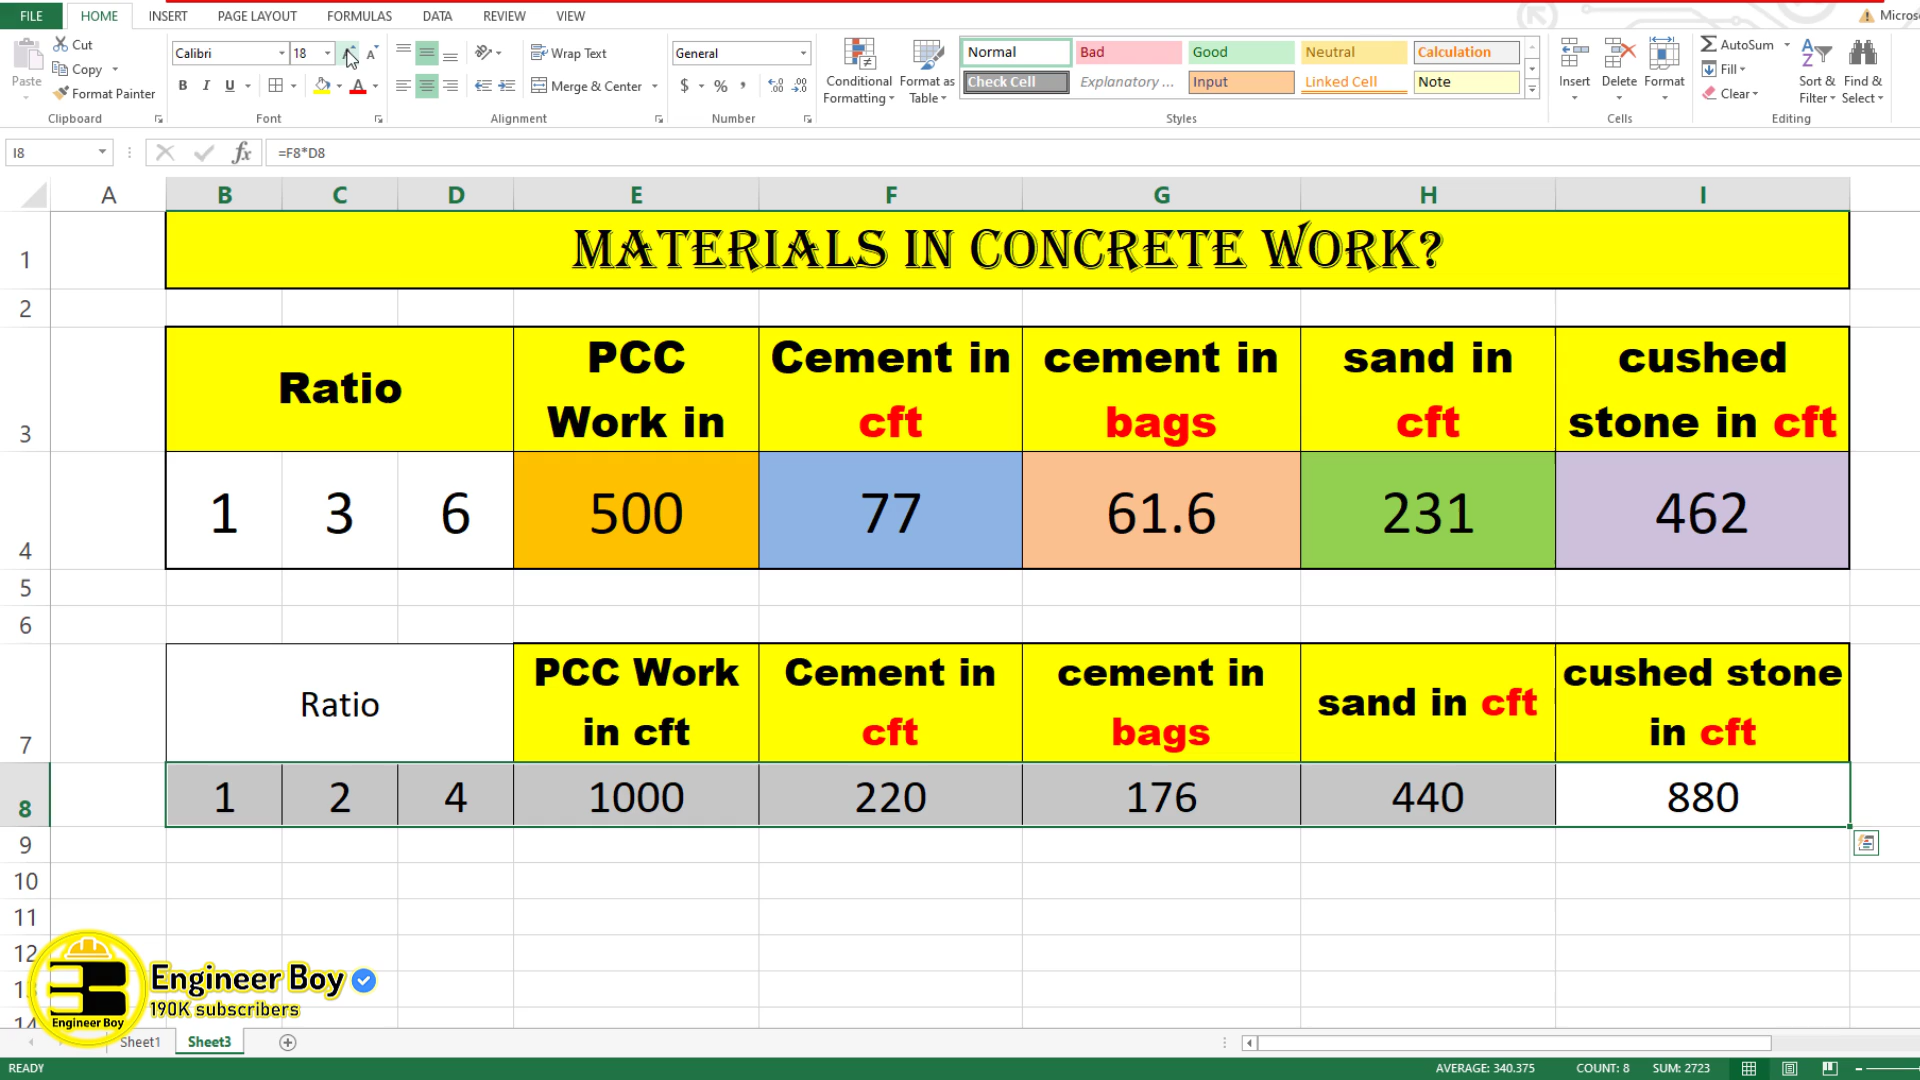 FILE HOME INSERT PAGE LAYOUT FORMULAS DATA REVIEW VIEW Micros
Paste
Cut
Copy
Format Painter
Clipboard
Calibri 18
B I U
Font
Wrap Text
Merge & Center
Alignment
General
$ % ,
Number
Conditional
Formatting
Format as
Table
Normal Bad Good Neutral Calculation
Check Cell Explanatory ... Input Linked Cell Note
Styles
Insert Delete Format
Cells
AutoSum
Fill
Clear
Sort &
Filter
Find &
Select
Editing
I8 fx =F8*D8
A B C D E F G H I
1 MATERIALS IN CONCRETE WORK?
2
3 Ratio
PCC
Work in
Cement in
cft
cement in
bags
sand in
cft
cushed
stone in cft
4 1 3 6 500 77 61.6 231 462
5
6
7 Ratio
PCC Work
in cft
Cement in
cft
cement in
bags
sand in cft
cushed stone
in cft
8 1 2 4 1000 220 176 440 880
9
10
11
12
Engineer Boy
Engineer Boy
190K subscribers
Sheet1 Sheet3
READY AVERAGE: 340.375 COUNT: 8 SUM: 2723